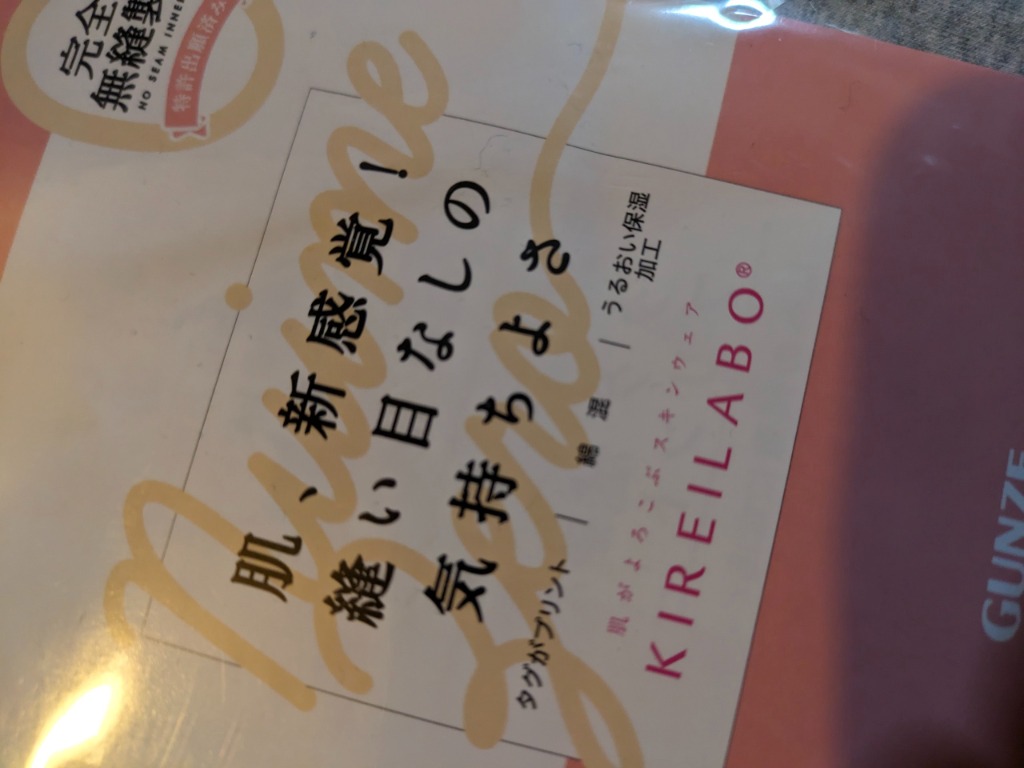 完全
無縫製
NO SEAM INNER
特許出願済み
Nuime
Zero
肌、新感覚！
縫い目なしの
気持ちよさ
タグがプリント｜綿混｜うるおい保湿
加工
肌がよろこぶスキンウェア
KIREILABO®
GUNZE